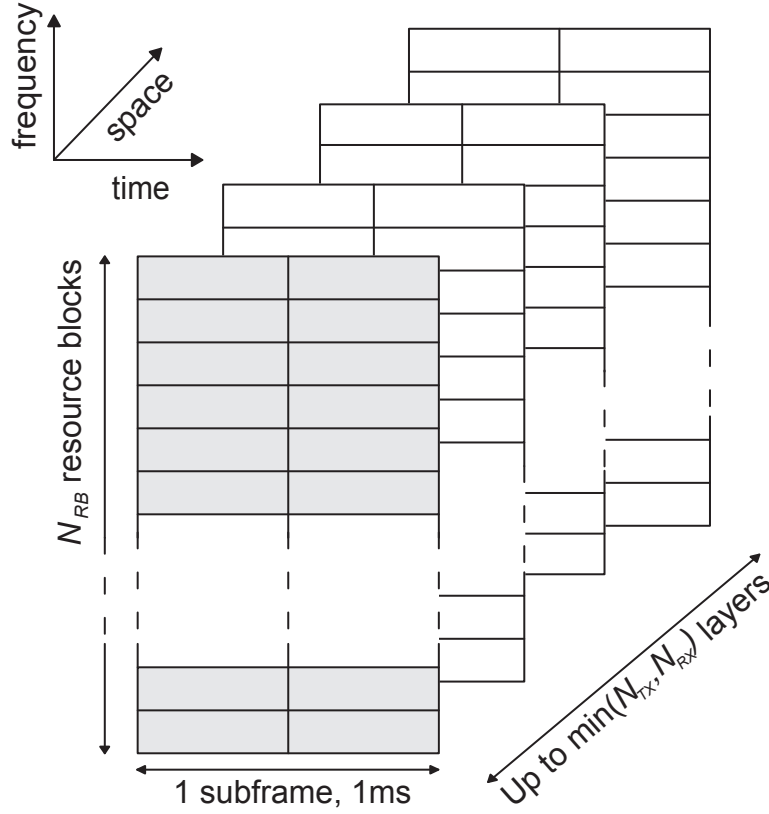 frequency
space
time
N_RB resource blocks
1 subframe, 1ms
Up to min(N_TX,N_RX) layers